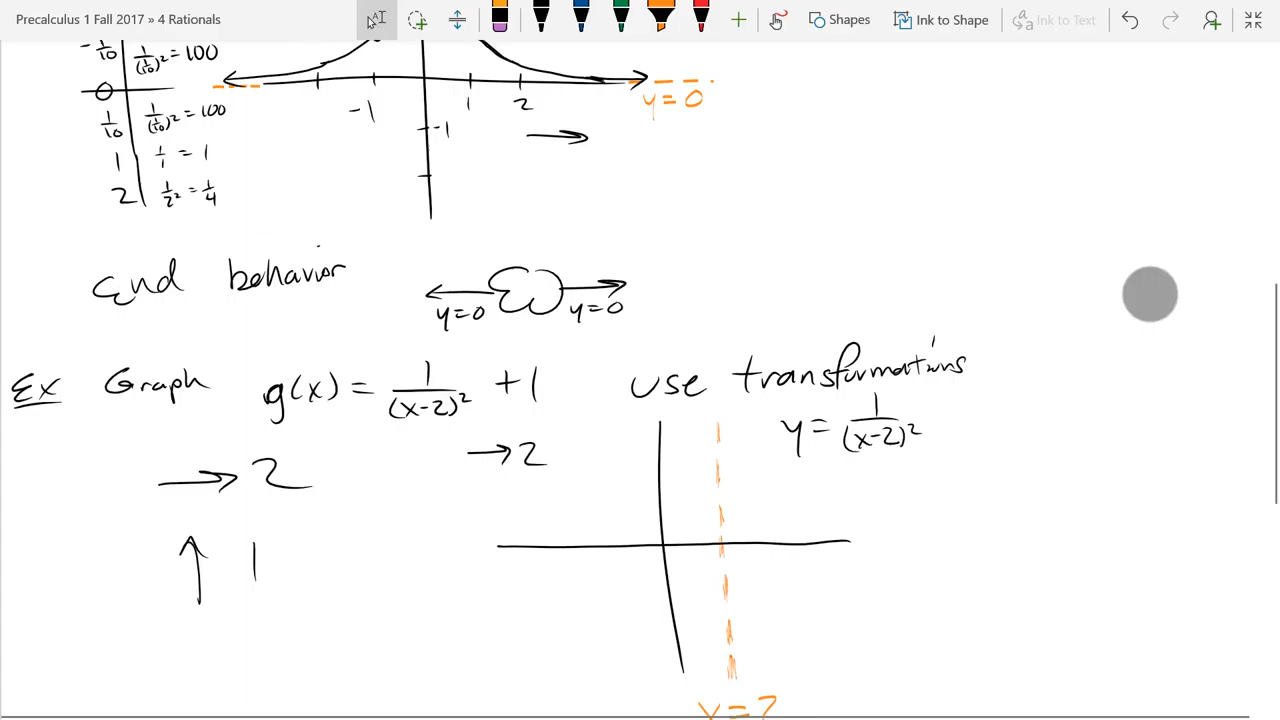 Precalculus 1 Fall 2017 » 4 Rationals
Shapes Ink to Shape Ink to Text
-1/10 | 1/(1/10)² = 100
0
1/10 | 1/(1/10)² = 100
1 | 1/1 = 1
2 | 1/2² = 1/4
-1 1 2
-1
y = 0
End behavior
y=0 y=0
Ex Graph g(x) = 1/(x-2)² + 1 use transformations
y = 1/(x-2)²
→ 2
→ 2
↑ 1